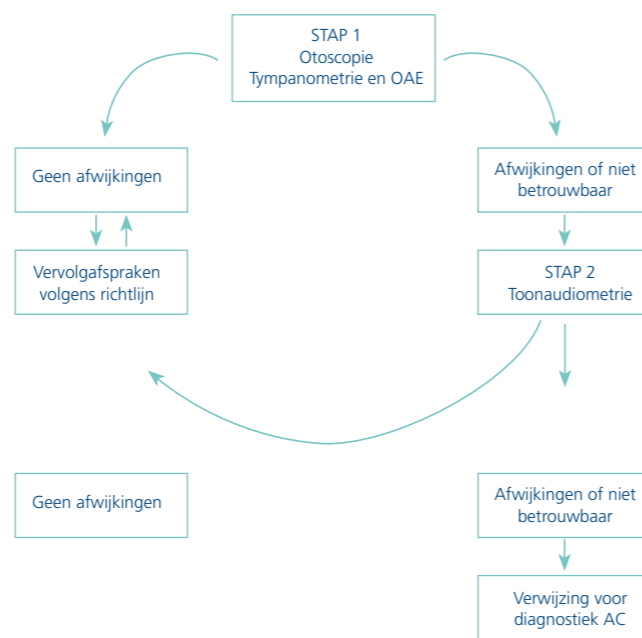 STAP 1
Otoscopie
Tympanometrie en OAE
Geen afwijkingen
Afwijkingen of niet
betrouwbaar
Vervolgafspraken
volgens richtlijn
STAP 2
Toonaudiometrie
Geen afwijkingen
Afwijkingen of niet
betrouwbaar
Verwijzing voor
diagnostiek AC